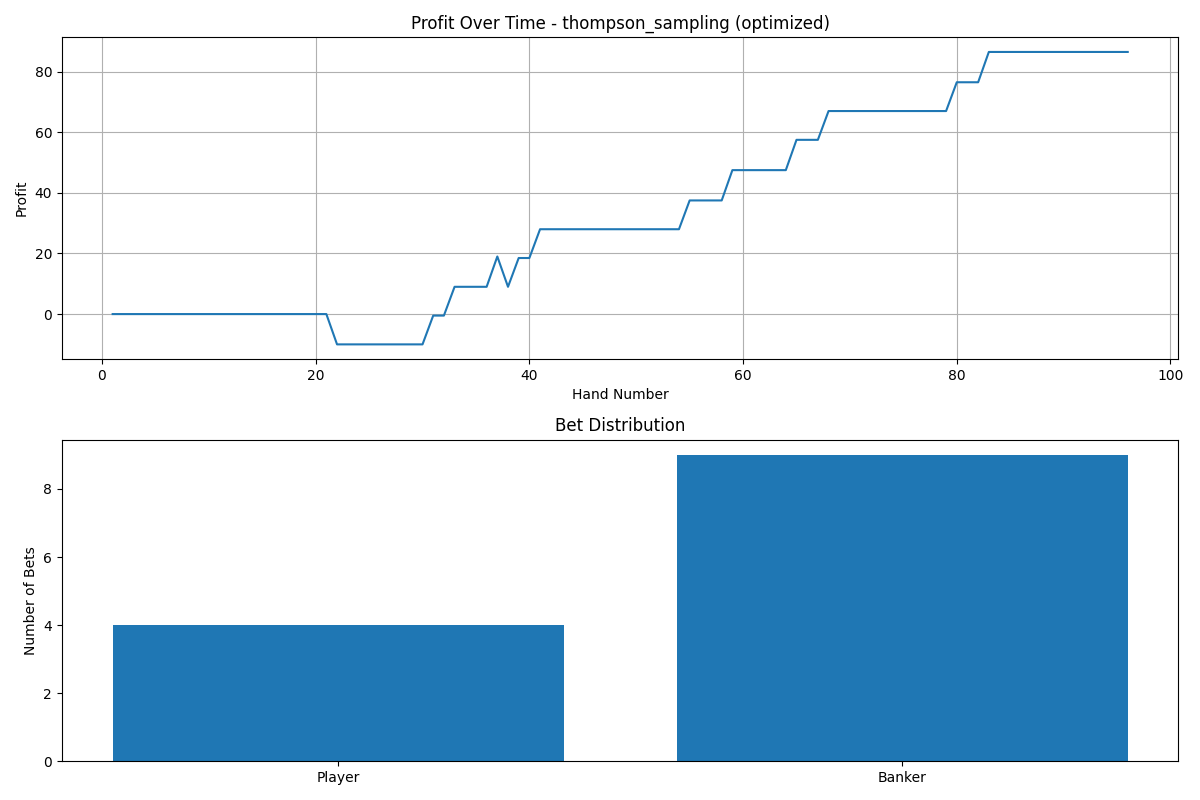 Profit Over Time - thompson_sampling (optimized)
80
60
40
20
0
Profit
0 20 40 60 80 100
Hand Number
Bet Distribution
8
6
4
2
0
Number of Bets
Player Banker